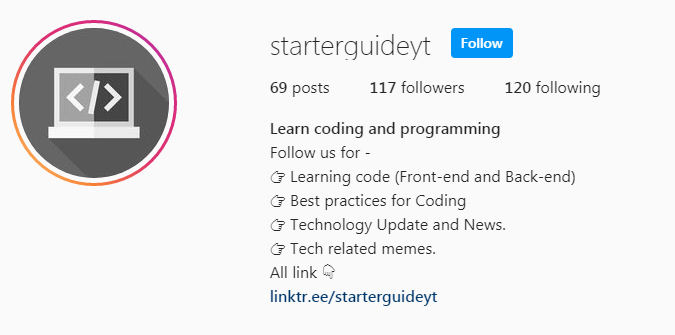 starterguideyt Follow
69 posts 117 followers 120 following
Learn coding and programming
Follow us for -
👉 Learning code (Front-end and Back-end)
👉 Best practices for Coding
👉 Technology Update and News.
👉 Tech related memes.
All link 👇
linktr.ee/starterguideyt